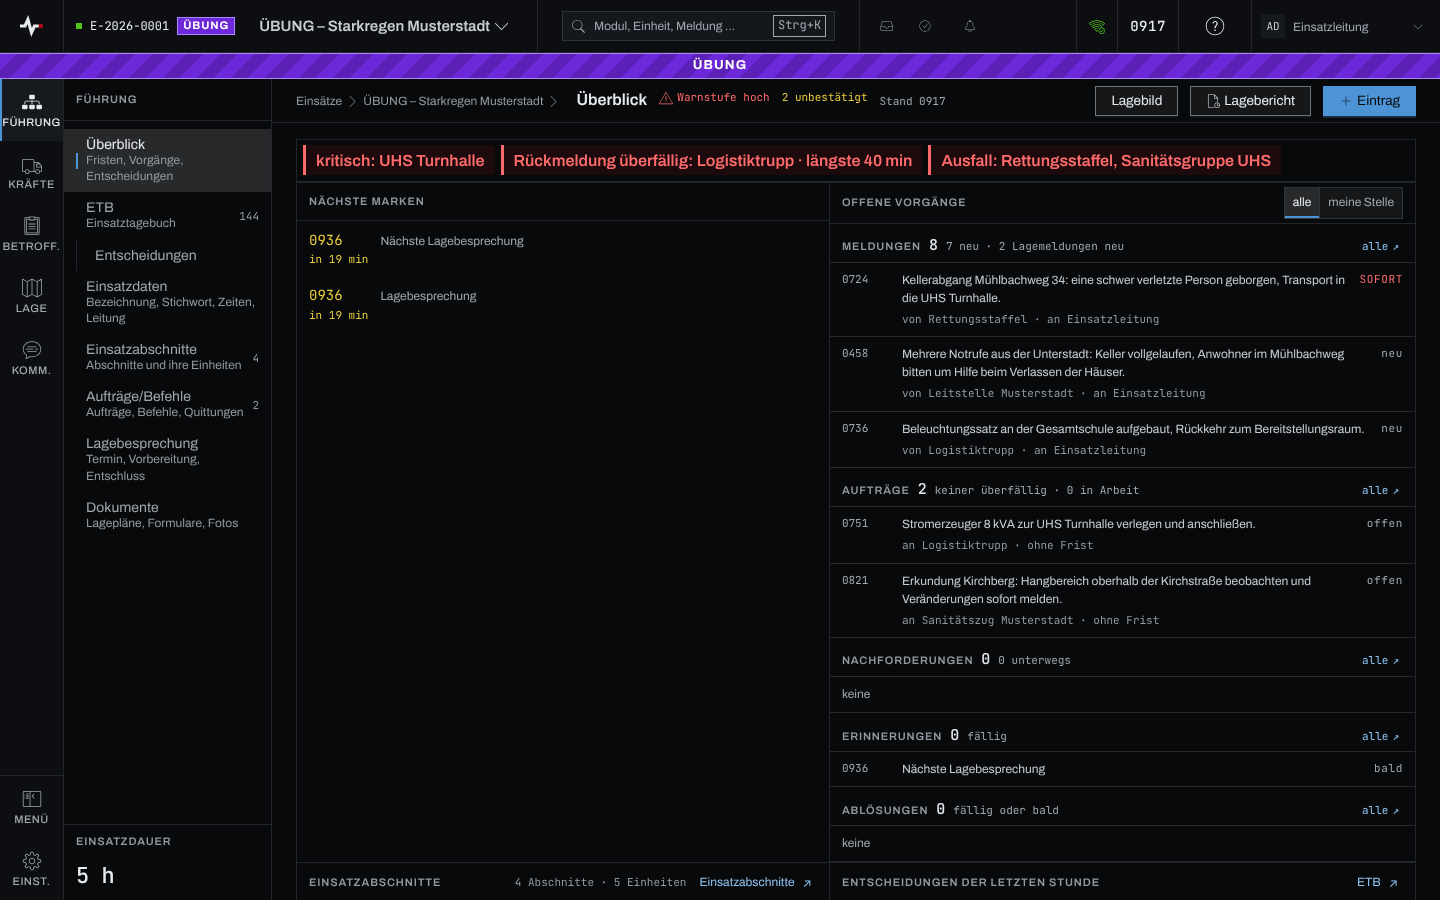 E-2026-0001 ÜBUNG ÜBUNG – Starkregen Musterstadt Modul, Einheit, Meldung ... Strg+K 0917 ? AD Einsatzleitung
ÜBUNG
FÜHRUNG
KRÄFTE
BETROFF.
LAGE
KOMM.
MENÜ
EINST.
FÜHRUNG
Überblick
Fristen, Vorgänge,
Entscheidungen
ETB
Einsatztagebuch 144
Entscheidungen
Einsatzdaten
Bezeichnung, Stichwort, Zeiten,
Leitung
Einsatzabschnitte
Abschnitte und ihre Einheiten 4
Aufträge/Befehle
Aufträge, Befehle, Quittungen 2
Lagebesprechung
Termin, Vorbereitung,
Entschluss
Dokumente
Lagepläne, Formulare, Fotos
EINSATZDAUER
5 h
Einsätze ÜBUNG – Starkregen Musterstadt Überblick Warnstufe hoch 2 unbestätigt Stand 0917 Lagebild Lagebericht + Eintrag
kritisch: UHS Turnhalle Rückmeldung überfällig: Logistiktrupp · längste 40 min Ausfall: Rettungsstaffel, Sanitätsgruppe UHS
NÄCHSTE MARKEN
0936 Nächste Lagebesprechung
in 19 min
0936 Lagebesprechung
in 19 min
EINSATZABSCHNITTE 4 Abschnitte · 5 Einheiten Einsatzabschnitte ↗
OFFENE VORGÄNGE alle meine Stelle
MELDUNGEN 8 7 neu · 2 Lagemeldungen neu alle ↗
0724 Kellerabgang Mühlbachweg 34: eine schwer verletzte Person geborgen, Transport in SOFORT
die UHS Turnhalle.
von Rettungsstaffel · an Einsatzleitung
0458 Mehrere Notrufe aus der Unterstadt: Keller vollgelaufen, Anwohner im Mühlbachweg neu
bitten um Hilfe beim Verlassen der Häuser.
von Leitstelle Musterstadt · an Einsatzleitung
0736 Beleuchtungssatz an der Gesamtschule aufgebaut, Rückkehr zum Bereitstellungsraum. neu
von Logistiktrupp · an Einsatzleitung
AUFTRÄGE 2 keiner überfällig · 0 in Arbeit alle ↗
0751 Stromerzeuger 8 kVA zur UHS Turnhalle verlegen und anschließen. offen
an Logistiktrupp · ohne Frist
0821 Erkundung Kirchberg: Hangbereich oberhalb der Kirchstraße beobachten und offen
Veränderungen sofort melden.
an Sanitätszug Musterstadt · ohne Frist
NACHFORDERUNGEN 0 0 unterwegs alle ↗
keine
ERINNERUNGEN 0 fällig alle ↗
0936 Nächste Lagebesprechung bald
ABLÖSUNGEN 0 fällig oder bald alle ↗
keine
ENTSCHEIDUNGEN DER LETZTEN STUNDE ETB ↗